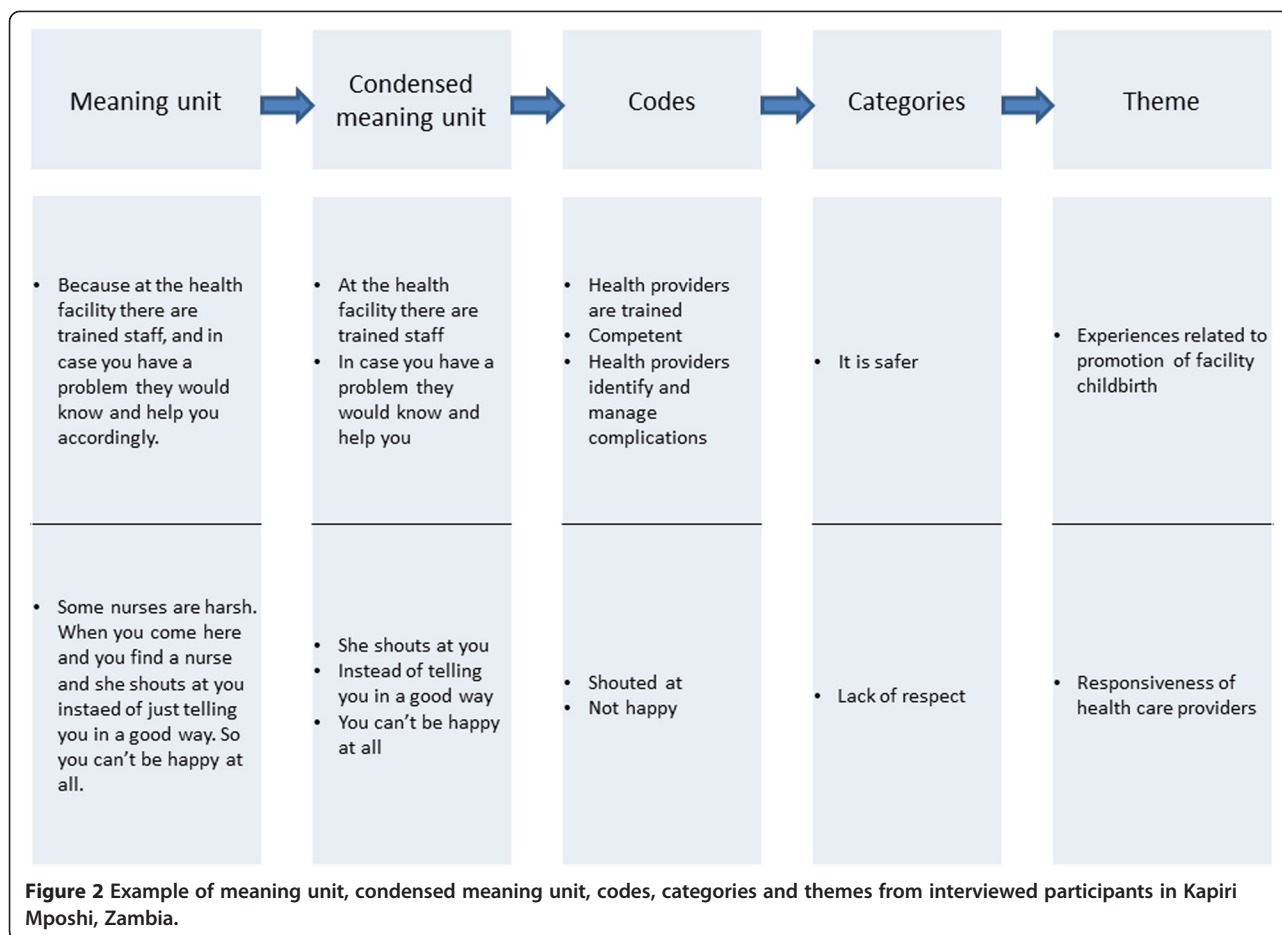 Meaning unit
Condensed
meaning unit
Codes
Categories
Theme
• Because at the health
facility there are
trained staff, and in
case you have a
problem they would
know and help you
accordingly.
• At the health
facility there are
trained staff
• In case you have a
problem they
would know and
help you
• Health providers
are trained
• Competent
• Health providers
identify and
manage
complications
• It is safer
• Experiences related to
promotion of facility
childbirth
• Some nurses are harsh.
When you come here
and you find a nurse
and she shouts at you
instaed of just telling
you in a good way. So
you can't be happy at
all.
• She shouts at you
• Instead of telling
you in a good way
• You can't be happy
at all
• Shouted at
• Not happy
• Lack of respect
• Responsiveness of
health care providers
Figure 2 Example of meaning unit, condensed meaning unit, codes, categories and themes from interviewed participants in Kapiri
Mposhi, Zambia.